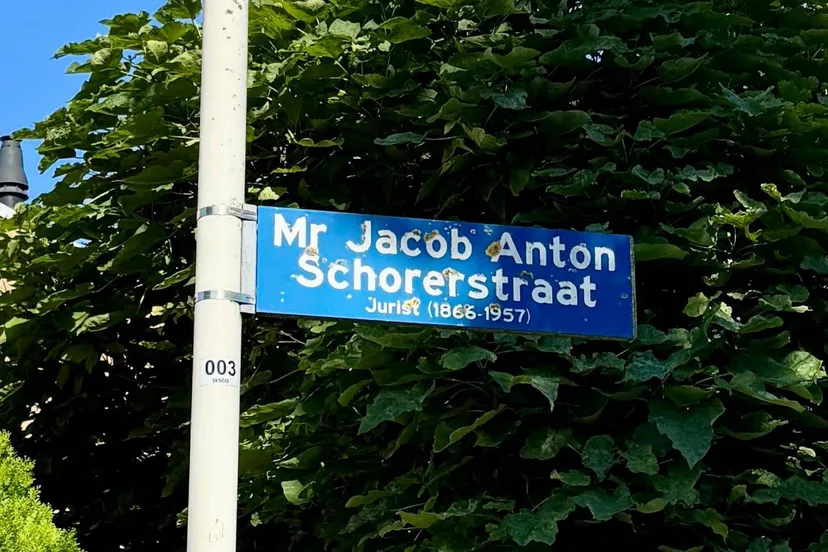 Mr Jacob Anton
Schorerstraat
Jurist (1866-1957)
003